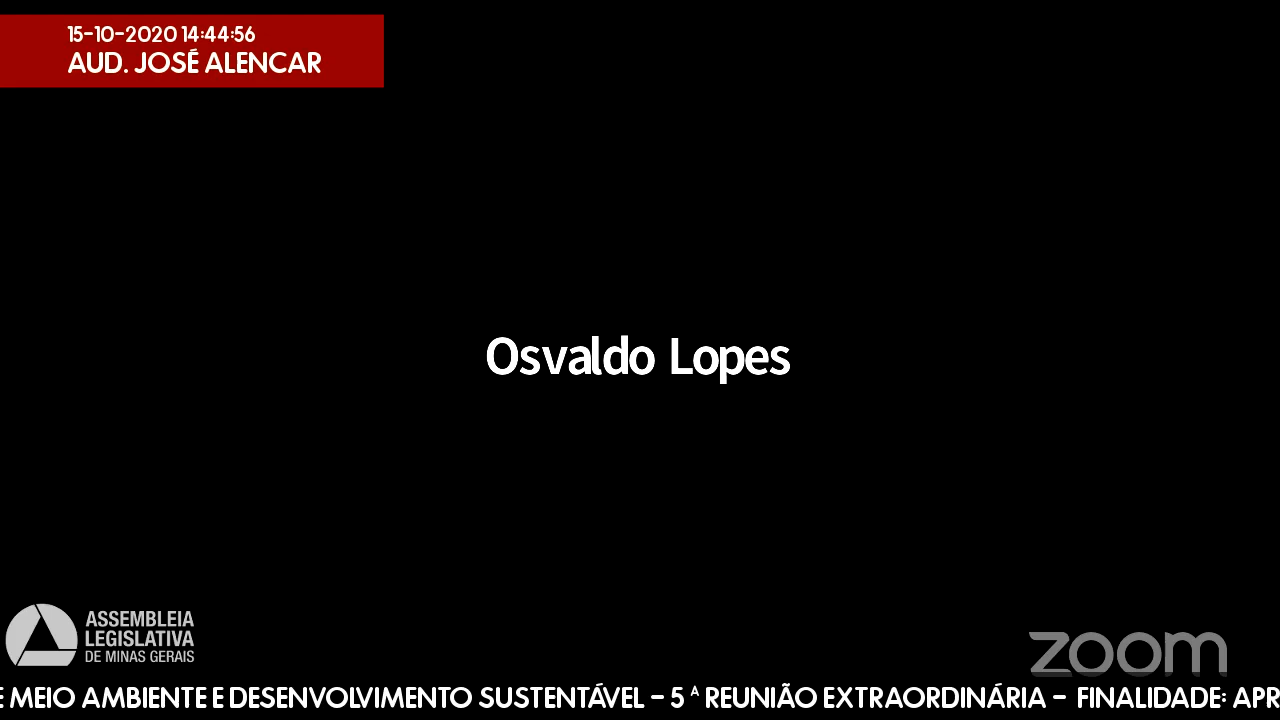 15-10-2020 14:44:56
AUD. JOSÉ ALENCAR
Osvaldo Lopes
ASSEMBLEIA
LEGISLATIVA
DE MINAS GERAIS
zoom
E MEIO AMBIENTE E DESENVOLVIMENTO SUSTENTÁVEL - 5 ª REUNIÃO EXTRAORDINÁRIA - FINALIDADE: APR